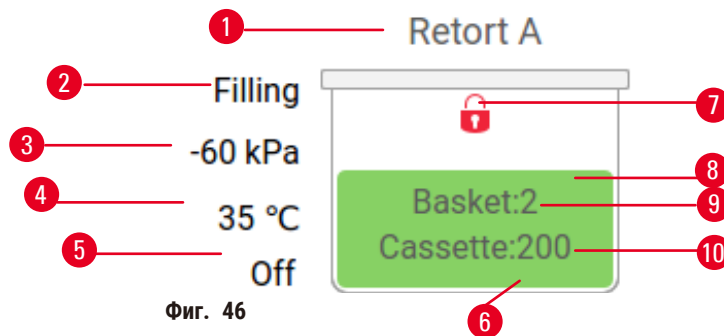 1 Retort A
2 Filling
3 -60 kPa
7
8
4 35 °C
Basket:2 9
5 Off
Cassette:200 10
Фиг. 46
6